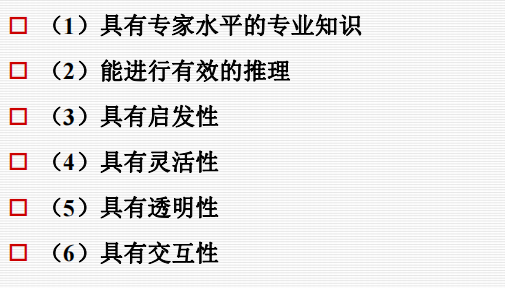 （1）具有专家水平的专业知识
（2）能进行有效的推理
（3）具有启发性
（4）具有灵活性
（5）具有透明性
（6）具有交互性